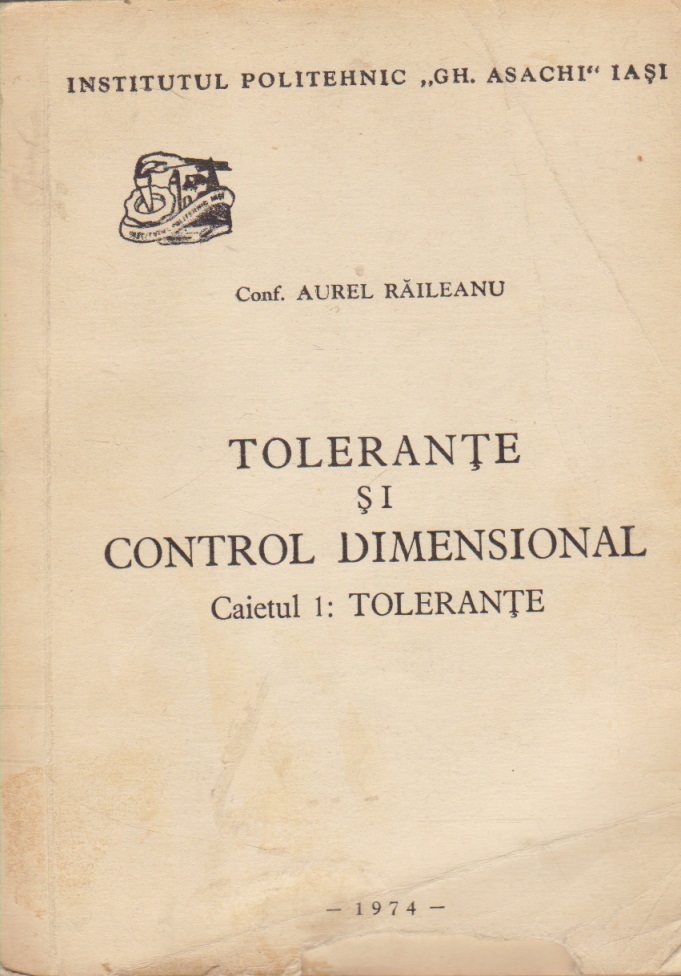 INSTITUTUL POLITEHNIC „GH. ASACHI“ IAŞI
Conf. AUREL RĂILEANU
TOLERANŢE
ŞI
CONTROL DIMENSIONAL
Caietul 1: TOLERANŢE
— 1974 —